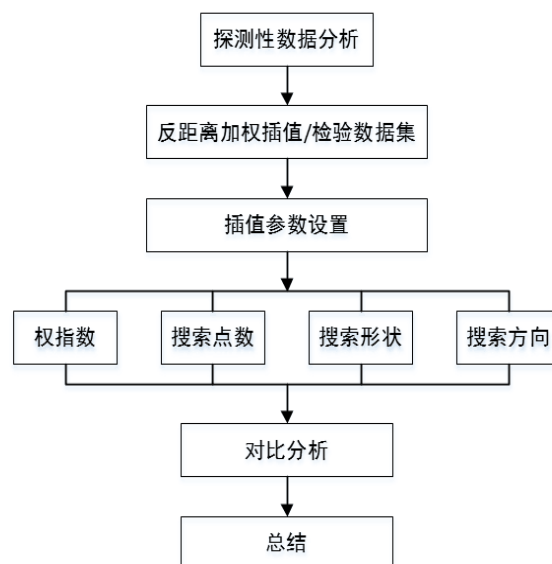 探测性数据分析
反距离加权插值/检验数据集
插值参数设置
权指数
搜索点数
搜索形状
搜索方向
对比分析
总结